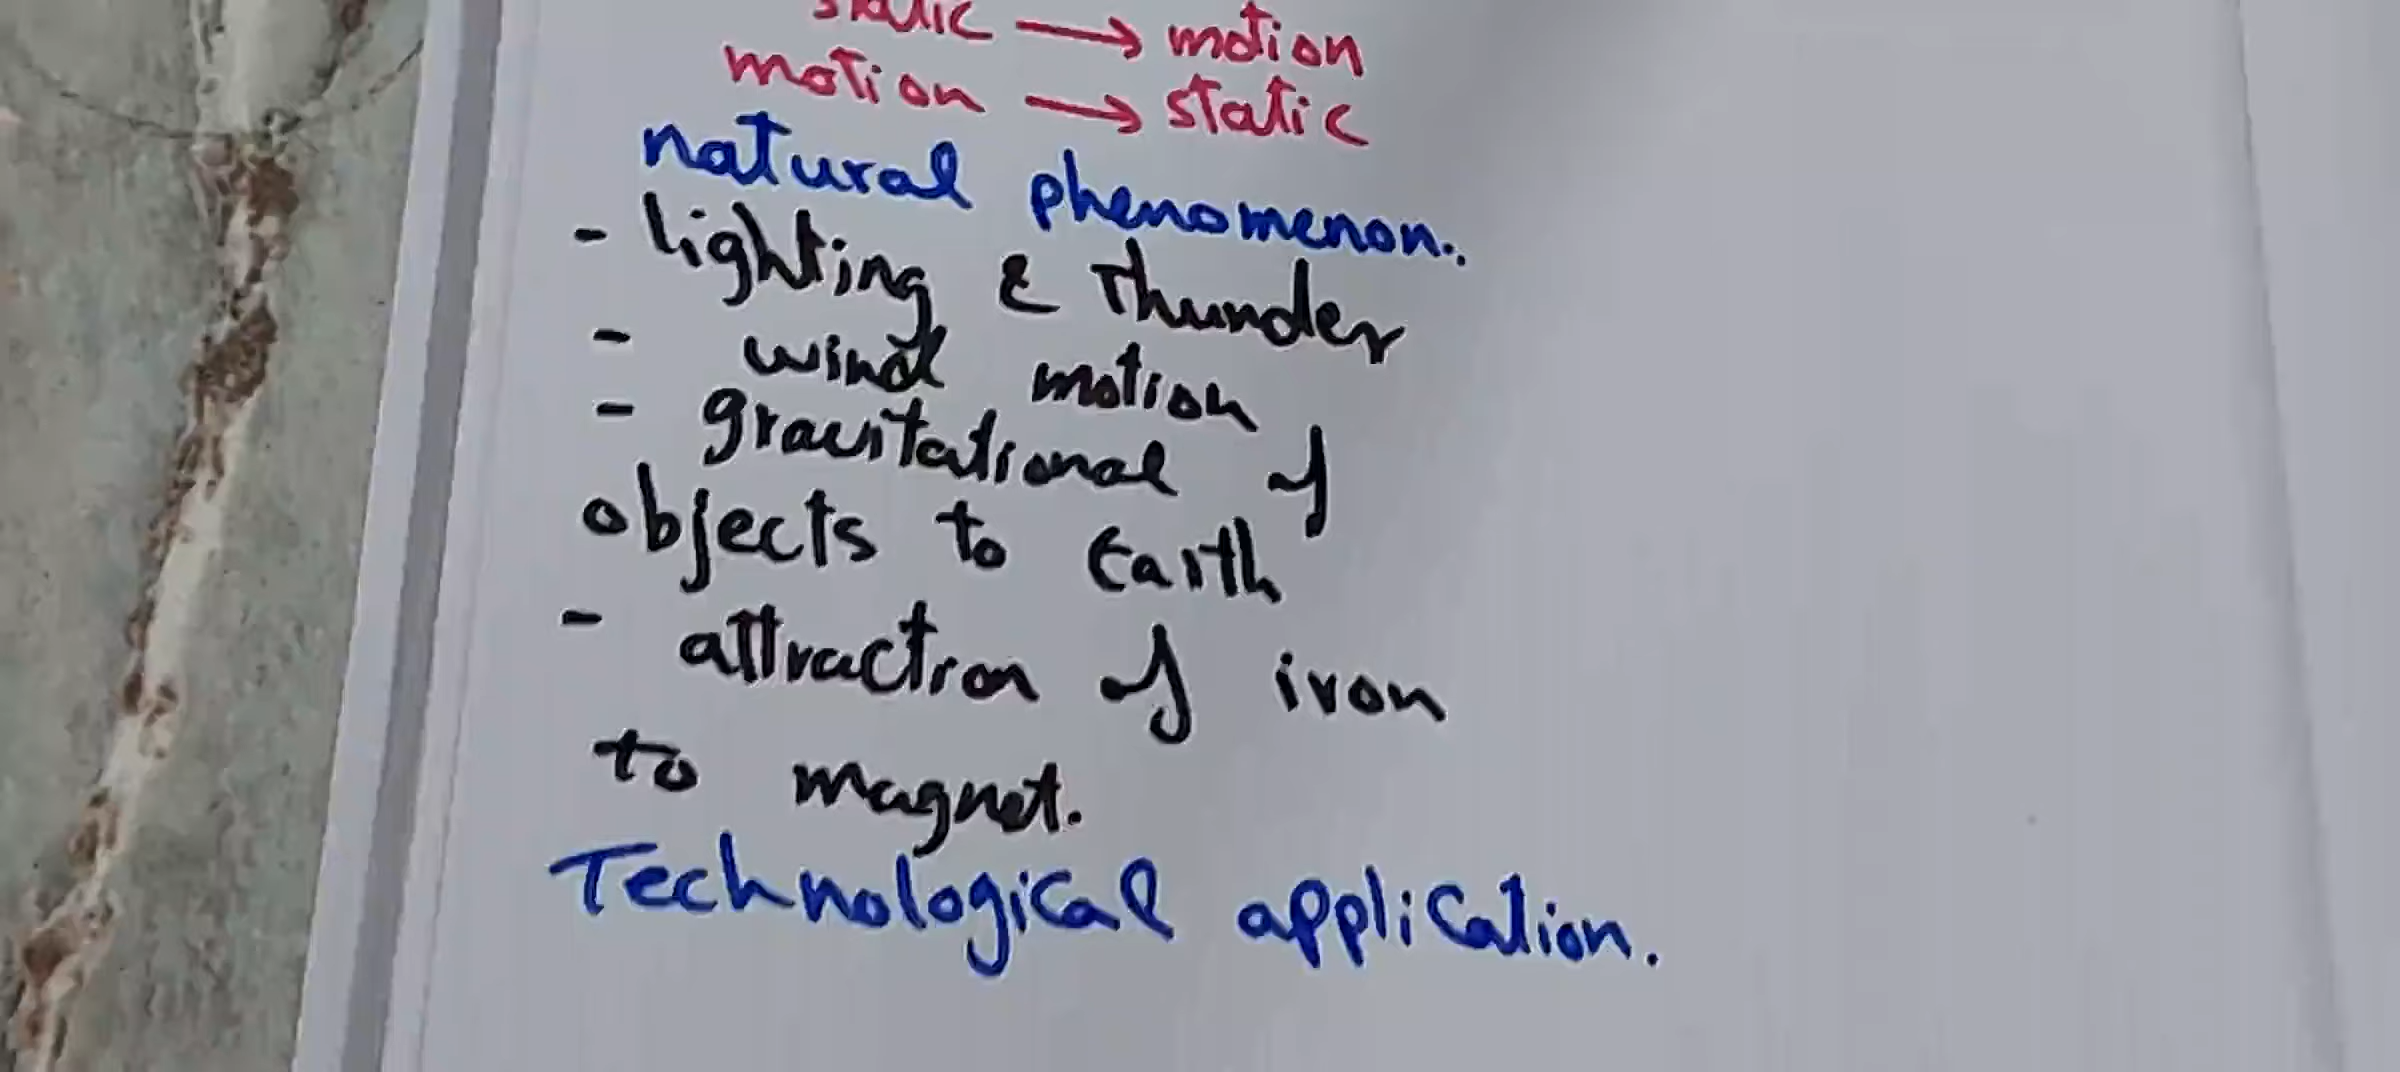 static → motion
motion → static
natural phenomenon.
- lighting & thunder
- wind motion
- gravitational of
objects to Earth
- attraction of iron
to magnet.
Technological application.